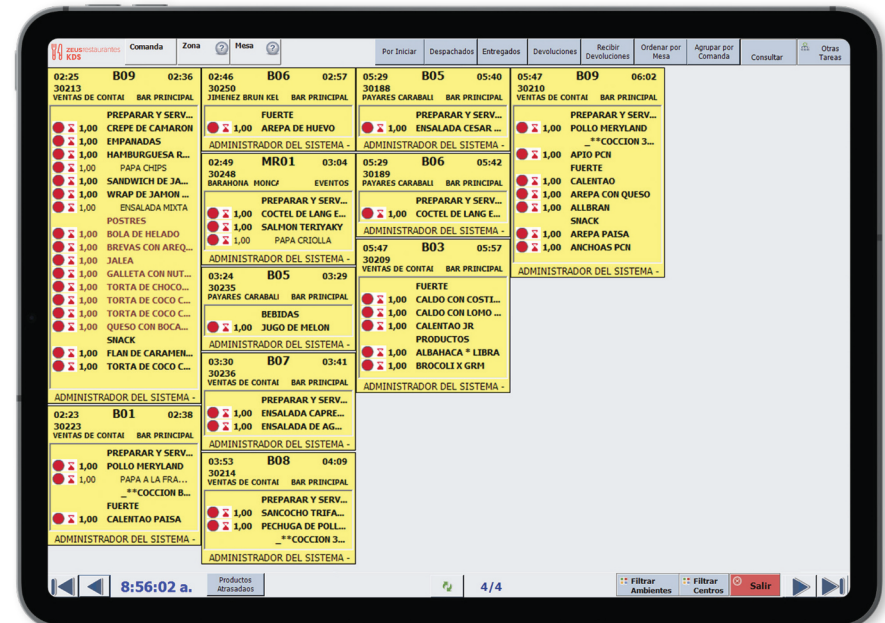 ZEUSrestaurantes KDS
Comanda
Zona
Mesa
Por Iniciar
Despachados
Entregados
Devoluciones
Recibir Devoluciones
Ordenar por Mesa
Agrupar por Comanda
Consultar
Otras Tareas
02:25 B09 02:36
30213
VENTAS DE CONTAI BAR PRINCIPAL
PREPARAR Y SERV...
1,00 CREPE DE CAMARON
1,00 EMPANADAS
1,00 HAMBURGUESA R...
1,00 PAPA CHIPS
1,00 SANDWICH DE JA...
1,00 WRAP DE JAMON ...
1,00 ENSALADA MIXTA
POSTRES
1,00 BOLA DE HELADO
1,00 BREVAS CON AREQ...
1,00 JALEA
1,00 GALLETA CON NUT...
1,00 TORTA DE CHOCO...
1,00 TORTA DE COCO C...
1,00 TORTA DE COCO C...
1,00 QUESO CON BOCA...
SNACK
1,00 FLAN DE CARAMEN...
1,00 TORTA DE COCO C...
ADMINISTRADOR DEL SISTEMA -
02:23 B01 02:38
30223
VENTAS DE CONTAI BAR PRINCIPAL
PREPARAR Y SERV...
1,00 POLLO MERYLAND
1,00 PAPA A LA FRA...
_**COCCION B...
FUERTE
1,00 CALENTAO PAISA
ADMINISTRADOR DEL SISTEMA -
02:46 B06 02:57
30250
JIMENEZ BRUN KEL BAR PRINCIPAL
FUERTE
1,00 AREPA DE HUEVO
ADMINISTRADOR DEL SISTEMA -
02:49 MR01 03:04
30248
BARAHONA MONICA EVENTOS
PREPARAR Y SERV...
1,00 COCTEL DE LANG E...
1,00 SALMON TERIYAKY
1,00 PAPA CRIOLLA
ADMINISTRADOR DEL SISTEMA -
03:24 B05 03:29
30235
PAYARES CARABALI BAR PRINCIPAL
BEBIDAS
1,00 JUGO DE MELON
ADMINISTRADOR DEL SISTEMA -
03:30 B07 03:41
30236
VENTAS DE CONTAI BAR PRINCIPAL
PREPARAR Y SERV...
1,00 ENSALADA CAPRE...
1,00 ENSALADA DE AG...
ADMINISTRADOR DEL SISTEMA -
03:53 B08 04:09
30214
VENTAS DE CONTAI BAR PRINCIPAL
PREPARAR Y SERV...
1,00 SANCOCHO TRIFA...
1,00 PECHUGA DE POLL...
_**COCCION 3...
ADMINISTRADOR DEL SISTEMA -
05:29 B05 05:40
30188
PAYARES CARABALI BAR PRINCIPAL
PREPARAR Y SERV...
1,00 ENSALADA CESAR ...
ADMINISTRADOR DEL SISTEMA -
05:29 B06 05:42
30189
PAYARES CARABALI BAR PRINCIPAL
PREPARAR Y SERV...
1,00 COCTEL DE LANG E...
ADMINISTRADOR DEL SISTEMA -
05:47 B03 05:57
30209
VENTAS DE CONTAI BAR PRINCIPAL
FUERTE
1,00 CALDO CON COSTI...
1,00 CALDO CON LOMO ...
1,00 CALENTAO JR
PRODUCTOS
1,00 ALBAHACA * LIBRA
1,00 BROCOLI X GRM
ADMINISTRADOR DEL SISTEMA -
05:47 B09 06:02
30210
VENTAS DE CONTAI BAR PRINCIPAL
PREPARAR Y SERV...
1,00 POLLO MERYLAND
_**COCCION 3...
1,00 APIO PCN
FUERTE
1,00 CALENTAO
1,00 AREPA CON QUESO
1,00 ALLBRAN
SNACK
1,00 AREPA PAISA
1,00 ANCHOAS PCN
ADMINISTRADOR DEL SISTEMA -
8:56:02 a.
Productos Atrasadaos
4/4
Filtrar Ambientes
Filtrar Centros
Salir